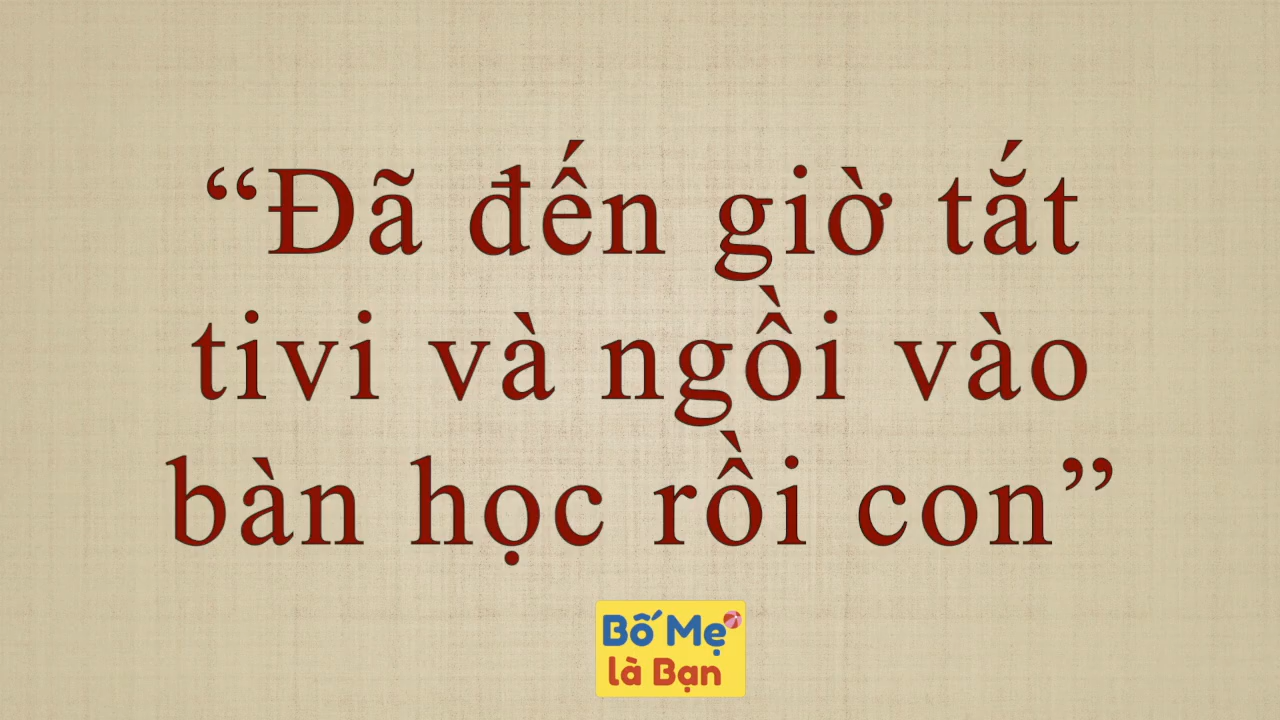 “Đã đến giờ tắt
tivi và ngồi vào
bàn học rồi con”
Bố Mẹ
là Bạn